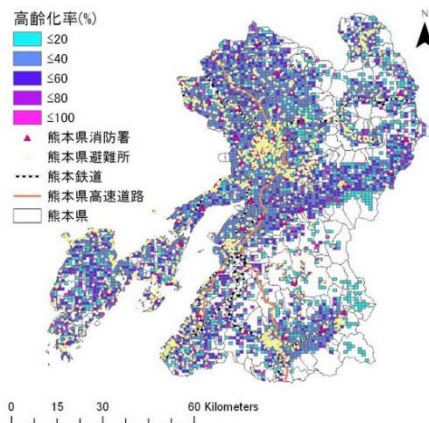 高齢化率(%)
≤20
≤40
≤60
≤80
≤100
熊本県消防署
熊本県避難所
熊本鉄道
熊本県高速道路
熊本県
N
0 15 30 60 Kilometers